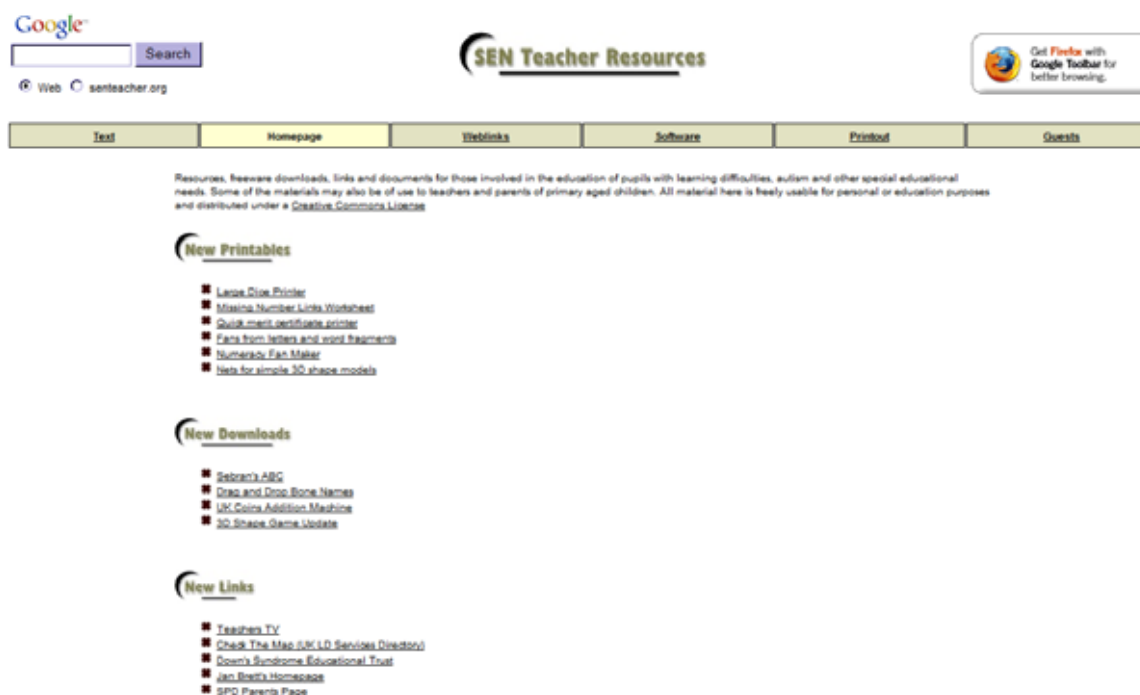 Google
Search
Web senteacher.org
SEN Teacher Resources
Get Firefox with
Google Toolbar for
better browsing.
Text Homepage Weblinks Software Printout Guests
Resources, freeware downloads, links and documents for those involved in the education of pupils with learning difficulties, autism and other special educational
needs. Some of the materials may also be of use to teachers and parents of primary aged children. All material here is freely usable for personal or education purposes
and distributed under a Creative Commons License
New Printables
Large Dice Printer
Missing Number Links Worksheet
Quick merit certificate printer
Fans from letters and word fragments
Numeracy Fan Maker
Nets for simple 3D shape models
New Downloads
Sebran's ABC
Drag and Drop Bone Names
UK Coins Addition Machine
3D Shape Game Update
New Links
Teachers TV
Check The Map (UK LD Services Directory)
Down's Syndrome Educational Trust
Jan Brett's Homepage
SPD Parents Page